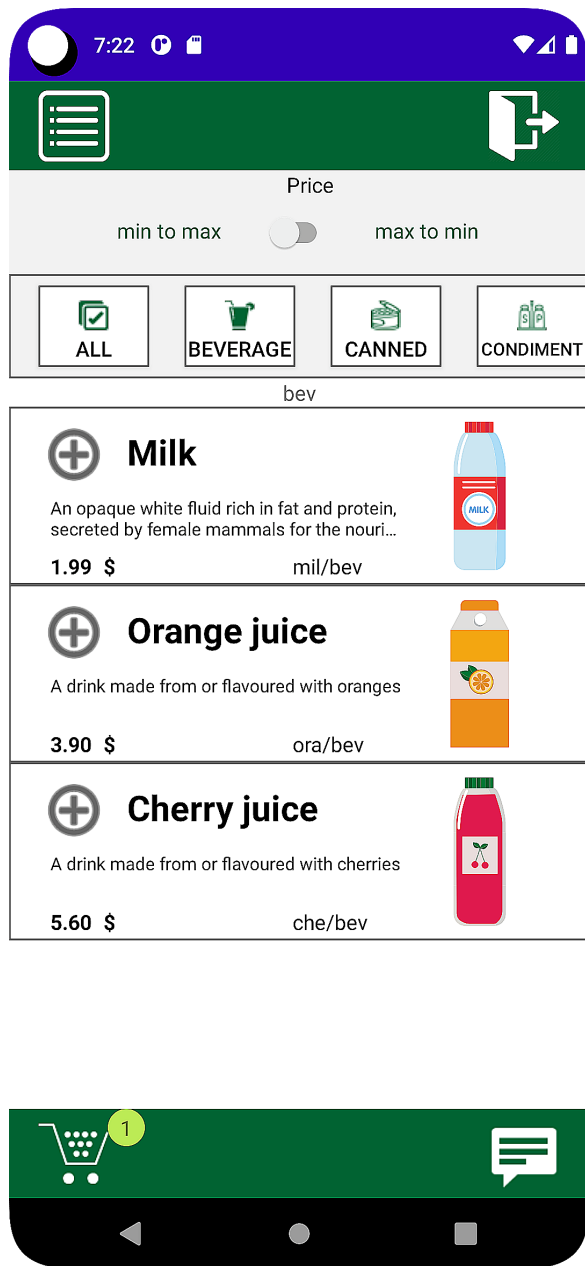 7:22
Price
min to max
max to min
ALL
BEVERAGE
CANNED
S P
CONDIMENT
bev
Milk
An opaque white fluid rich in fat and protein,
secreted by female mammals for the nouri...
MILK
1.99 $
mil/bev
Orange juice
A drink made from or flavoured with oranges
3.90 $
ora/bev
Cherry juice
A drink made from or flavoured with cherries
5.60 $
che/bev
1